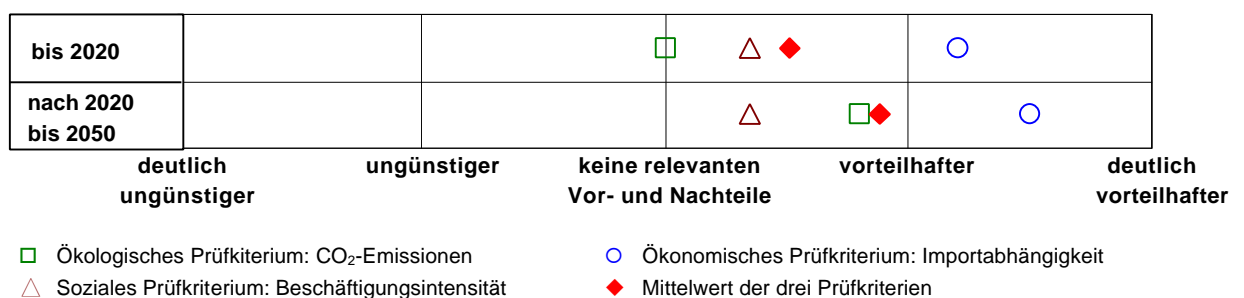 bis 2020
nach 2020
bis 2050
deutlich ungünstiger keine relevanten vorteilhafter deutlich
ungünstiger Vor- und Nachteile vorteilhafter
Ökologisches Prüfkiterium: CO₂-Emissionen Ökonomisches Prüfkriterium: Importabhängigkeit
Soziales Prüfkriterium: Beschäftigungsintensität Mittelwert der drei Prüfkriterien